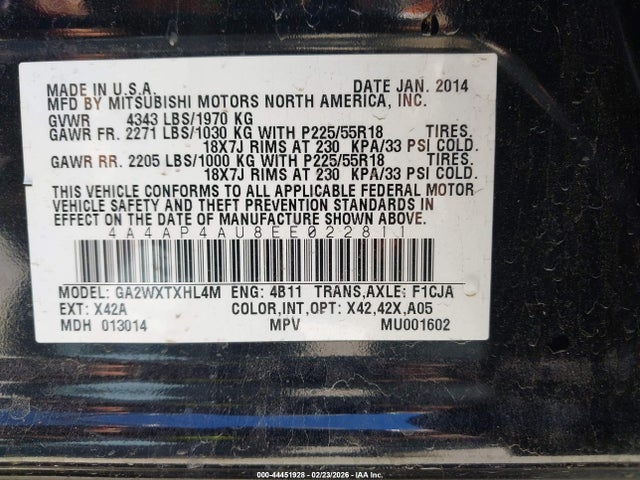 MADE IN U.S.A. DATE JAN. 2014
MFD BY MITSUBISHI MOTORS NORTH AMERICA, INC.
GVWR 4343 LBS/1970 KG
GAWR FR. 2271 LBS/1030 KG WITH P225/55R18 TIRES.
18X7J RIMS AT 230 KPA/33 PSI COLD.
GAWR RR. 2205 LBS/1000 KG WITH P225/55R18 TIRES.
18X7J RIMS AT 230 KPA/33 PSI COLD.
THIS VEHICLE CONFORMS TO ALL APPLICABLE FEDERAL MOTOR
VEHICLE SAFETY AND THEFT PREVENTION STANDARDS IN
EFFECT ON THE DATE OF MANUFACTURE SHOWN ABOVE.
4A4AP4AU8EE022811
MODEL: GA2WXTXHL4M ENG: 4B11 TRANS,AXLE: F1CJA
EXT: X42A COLOR,INT,OPT: X42,42X,A05
MDH 013014 MPV MU001602
000-44451928 - 02/23/2026 - IAA Inc.